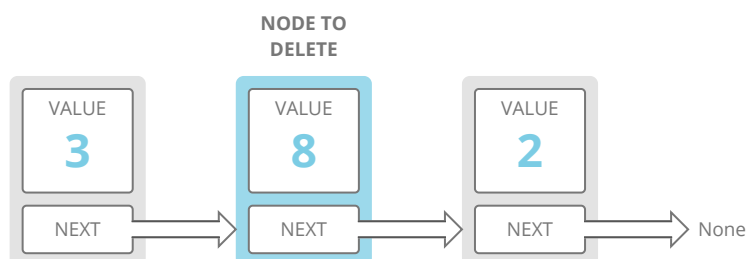 NODE TO
DELETE
VALUE
3
NEXT
VALUE
8
NEXT
VALUE
2
NEXT
None